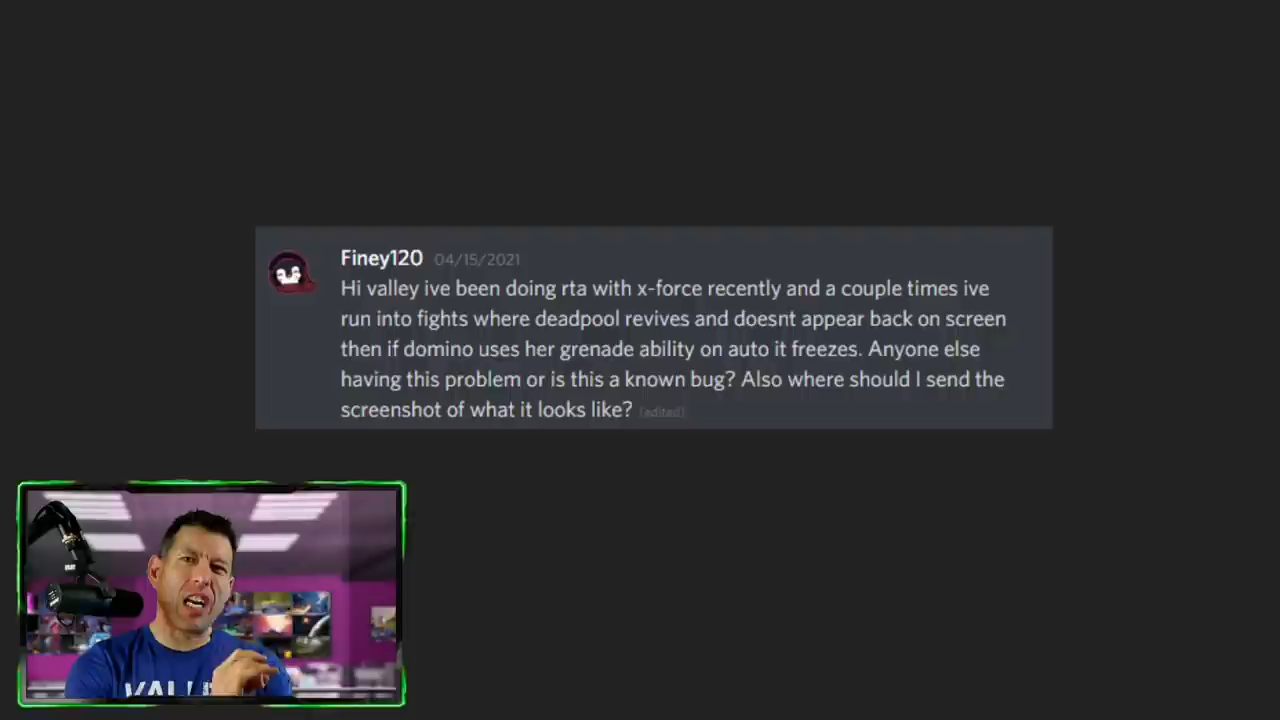 Finey120 04/15/2021
Hi valley ive been doing rta with x-force recently and a couple times ive
run into fights where deadpool revives and doesnt appear back on screen
then if domino uses her grenade ability on auto it freezes. Anyone else
having this problem or is this a known bug? Also where should I send the
screenshot of what it looks like? (edited)